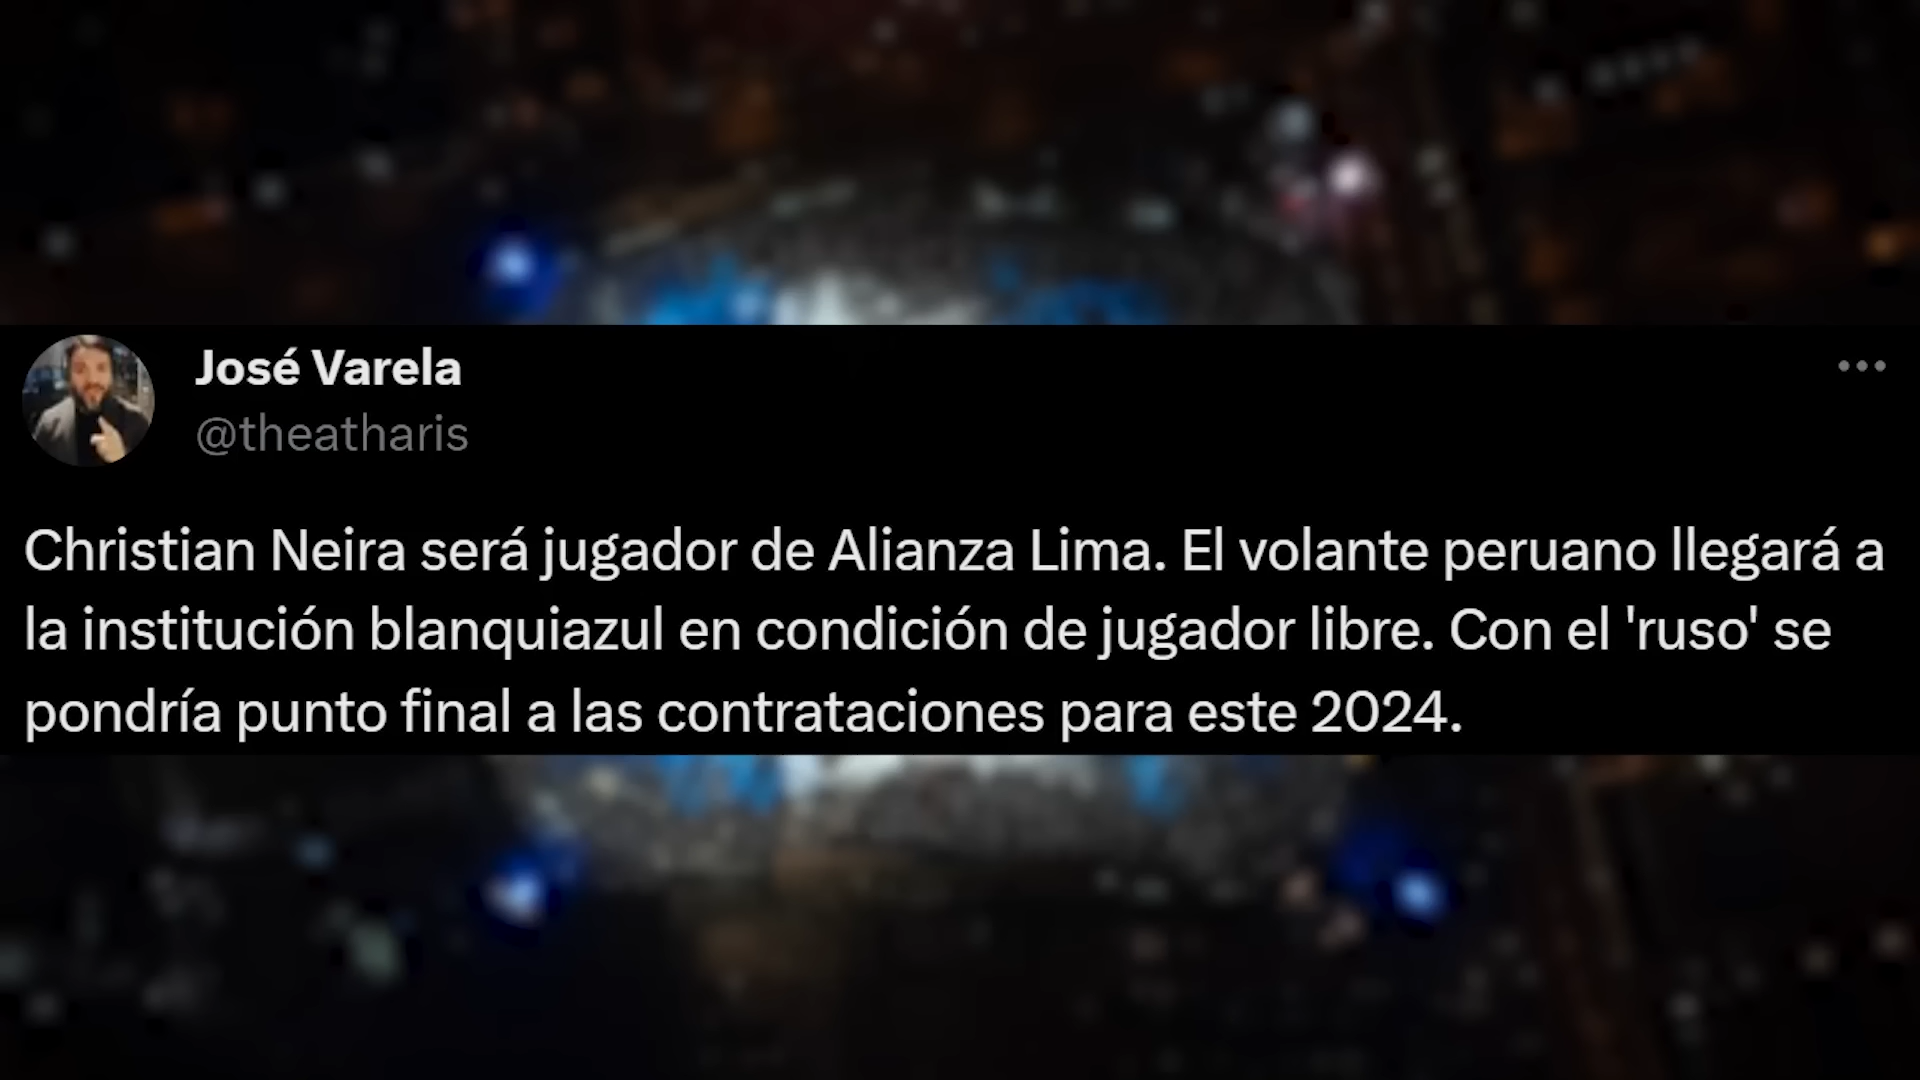 José Varela
@theatharis
Christian Neira será jugador de Alianza Lima. El volante peruano llegará a
la institución blanquiazul en condición de jugador libre. Con el 'ruso' se
pondría punto final a las contrataciones para este 2024.